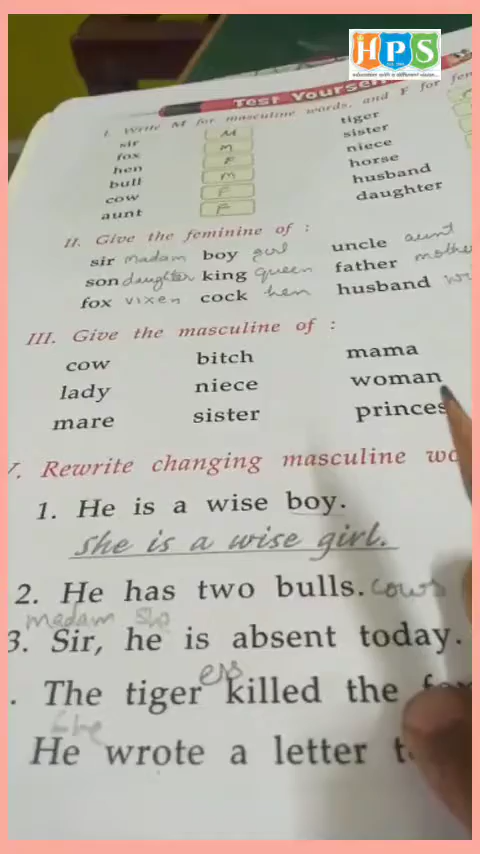 HPS
education with a different vision...
Test Yourself
I. Write M for masculine words, and F for fem
sir M tiger
fox M sister
hen F niece
bull M horse
cow F husband
aunt F daughter
II. Give the feminine of :
sir madam boy girl uncle aunt
son daughter king queen father mother
fox vixen cock hen husband wi
III. Give the masculine of :
cow bitch mama
lady niece woman
mare sister princes
V. Rewrite changing masculine wo
1. He is a wise boy.
She is a wise girl.
2. He has two bulls. cows
madam she
3. Sir, he is absent today.
ess
. The tiger killed the
She
He wrote a letter t